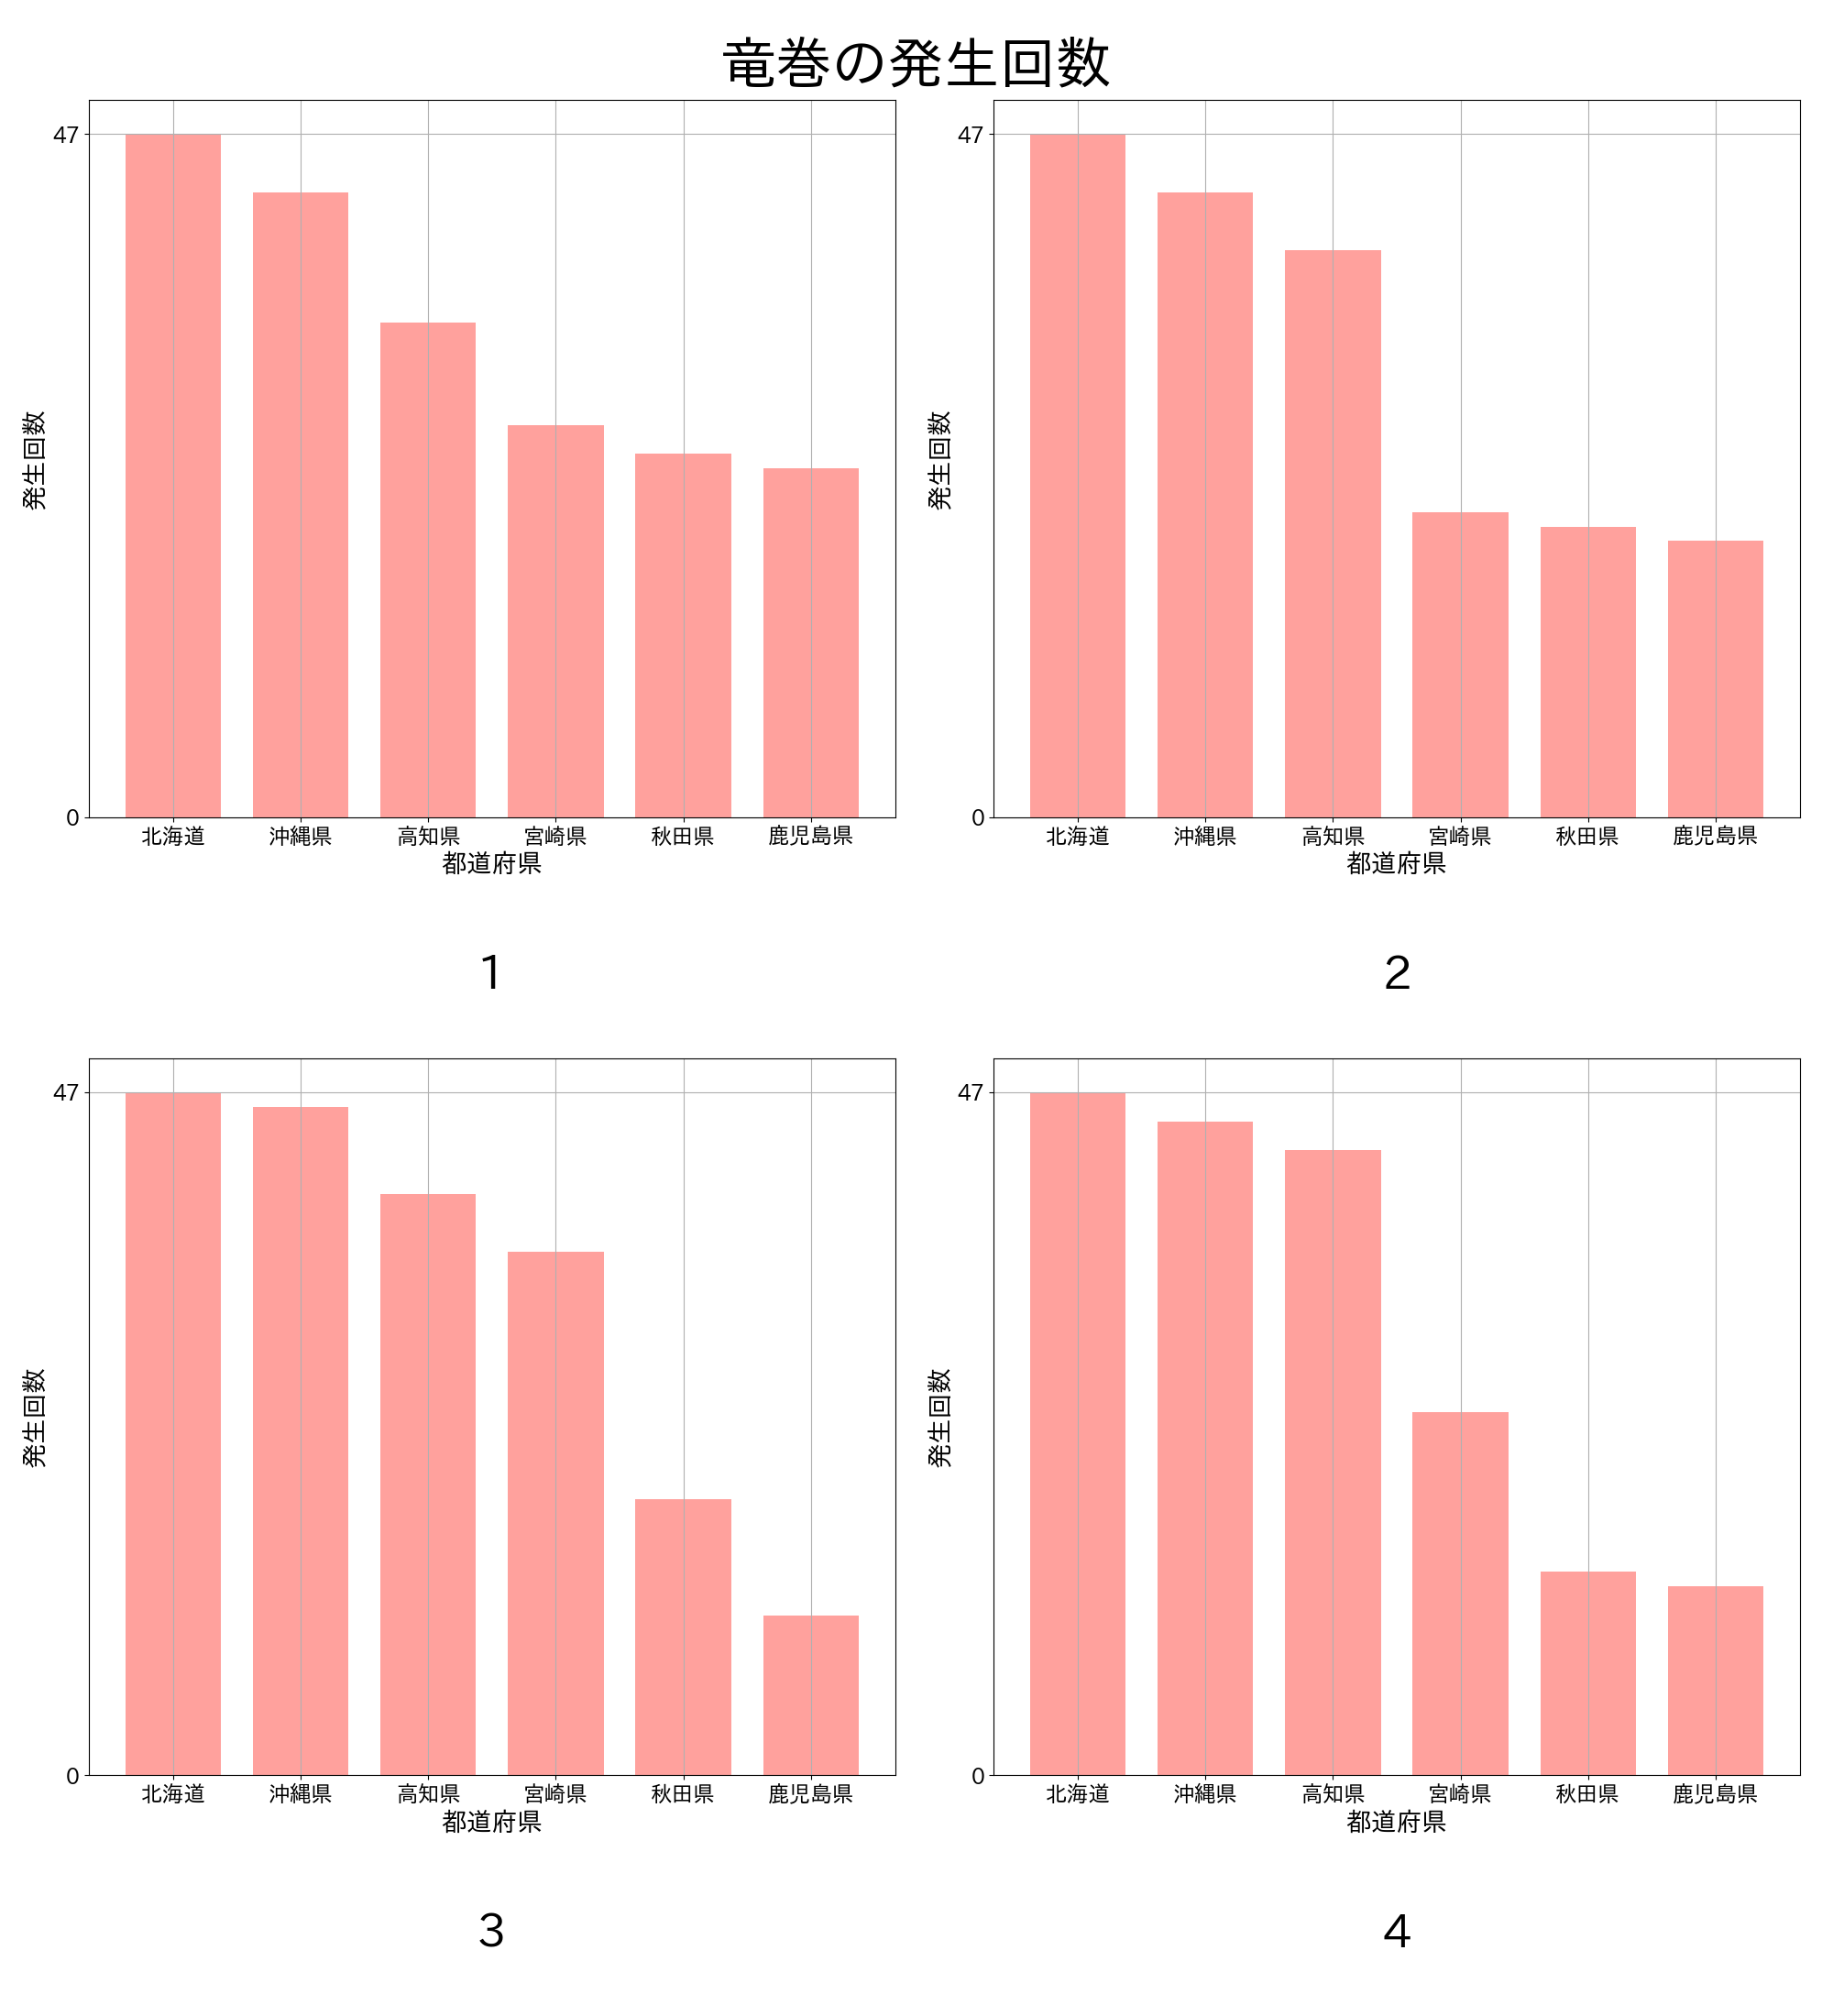 竜巻の発生回数
47
0
発生回数
北海道 沖縄県 高知県 宮崎県 秋田県 鹿児島県
都道府県
1
47
0
発生回数
北海道 沖縄県 高知県 宮崎県 秋田県 鹿児島県
都道府県
2
47
0
発生回数
北海道 沖縄県 高知県 宮崎県 秋田県 鹿児島県
都道府県
3
47
0
発生回数
北海道 沖縄県 高知県 宮崎県 秋田県 鹿児島県
都道府県
4